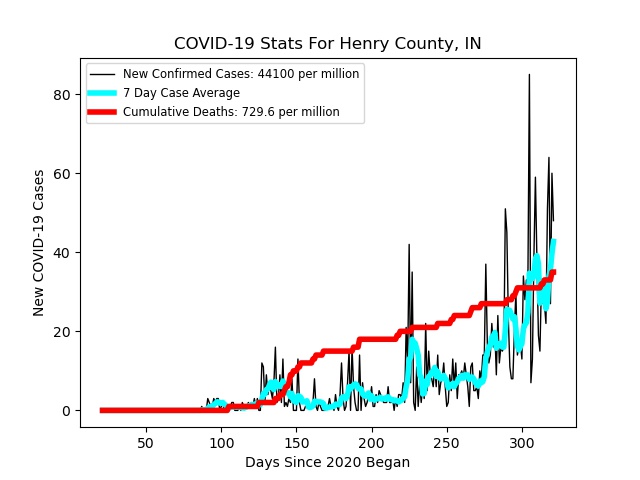 COVID-19 Stats For Henry County, IN
New Confirmed Cases: 44100 per million
7 Day Case Average
Cumulative Deaths: 729.6 per million
80
60
40
20
0
New COVID-19 Cases
50 100 150 200 250 300
Days Since 2020 Began